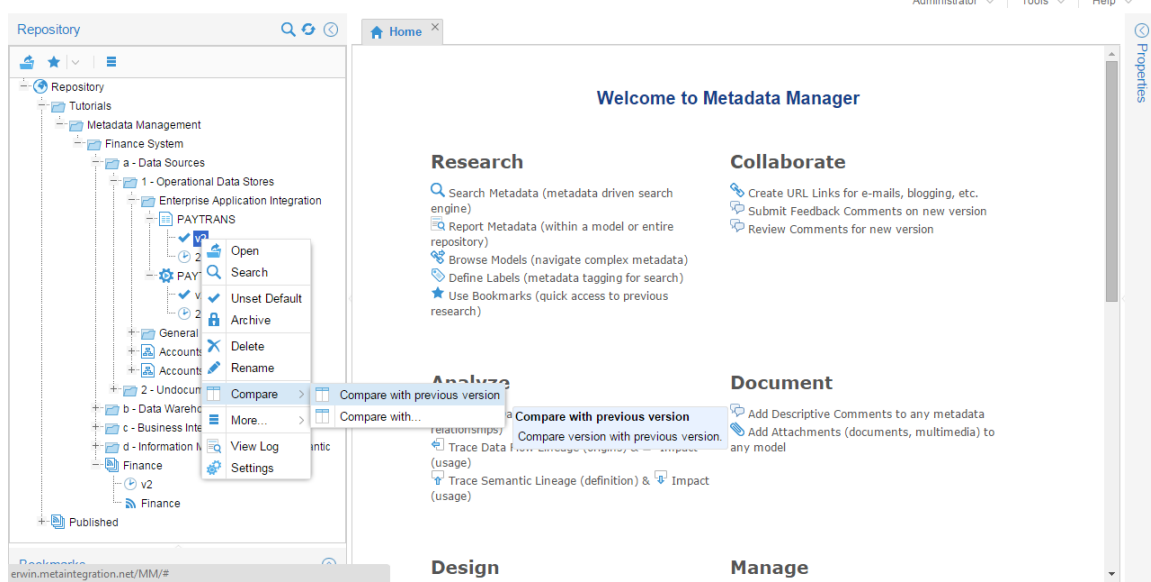 Administrator
Tools
Help
Repository
Home
Properties
Repository
Tutorials
Metadata Management
Finance System
a - Data Sources
1 - Operational Data Stores
Enterprise Application Integration
PAYTRANS
v2
2
PAY
v
2
General
Accounts
Accounts
2 - Undocum
b - Data Wareho
c - Business Inte
d - Information M
antic
Finance
v2
Finance
Published
Bookmarks
erwin.metaintegration.net/MM/#
Open
Search
Unset Default
Archive
Delete
Rename
Compare
More...
View Log
Settings
Compare with previous version
Compare with...
Compare with previous version
Compare version with previous version.
Welcome to Metadata Manager
Research
Search Metadata (metadata driven search
engine)
Report Metadata (within a model or entire
repository)
Browse Models (navigate complex metadata)
Define Labels (metadata tagging for search)
Use Bookmarks (quick access to previous
research)
Collaborate
Create URL Links for e-mails, blogging, etc.
Submit Feedback Comments on new version
Review Comments for new version
Analyze
relationships)
Trace Data Flow Lineage (origins) & Impact
(usage)
Trace Semantic Lineage (definition) & Impact
(usage)
Document
Add Descriptive Comments to any metadata
Add Attachments (documents, multimedia) to
any model
Design
Manage